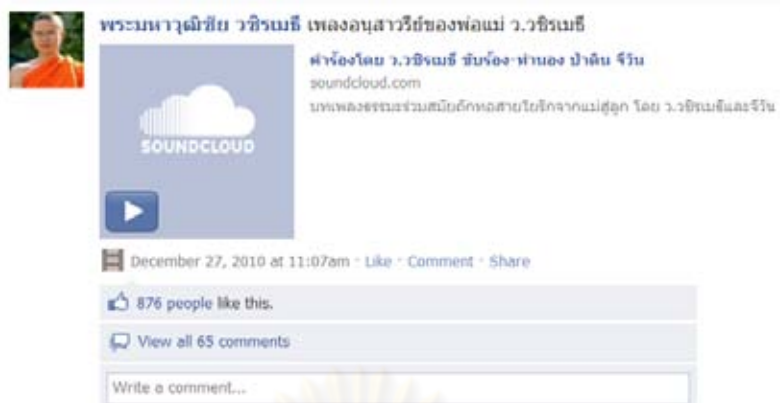 พระมหาวุฒิชัย วชิรเมธี เพลงอนุสาวรีย์ของพ่อแม่ ว.วชิรเมธี
คำร้องโดย ว.วชิรเมธี ขับร้อง-ทำนอง ป้าดิน จีวัน
soundcloud.com
บทเพลงธรรมะร่วมสมัยถักทอสายใยรักจากแม่สู่ลูก โดย ว.วชิรเมธีและจีวัน
SOUNDCLOUD
December 27, 2010 at 11:07am · Like · Comment · Share
876 people like this.
View all 65 comments
Write a comment...